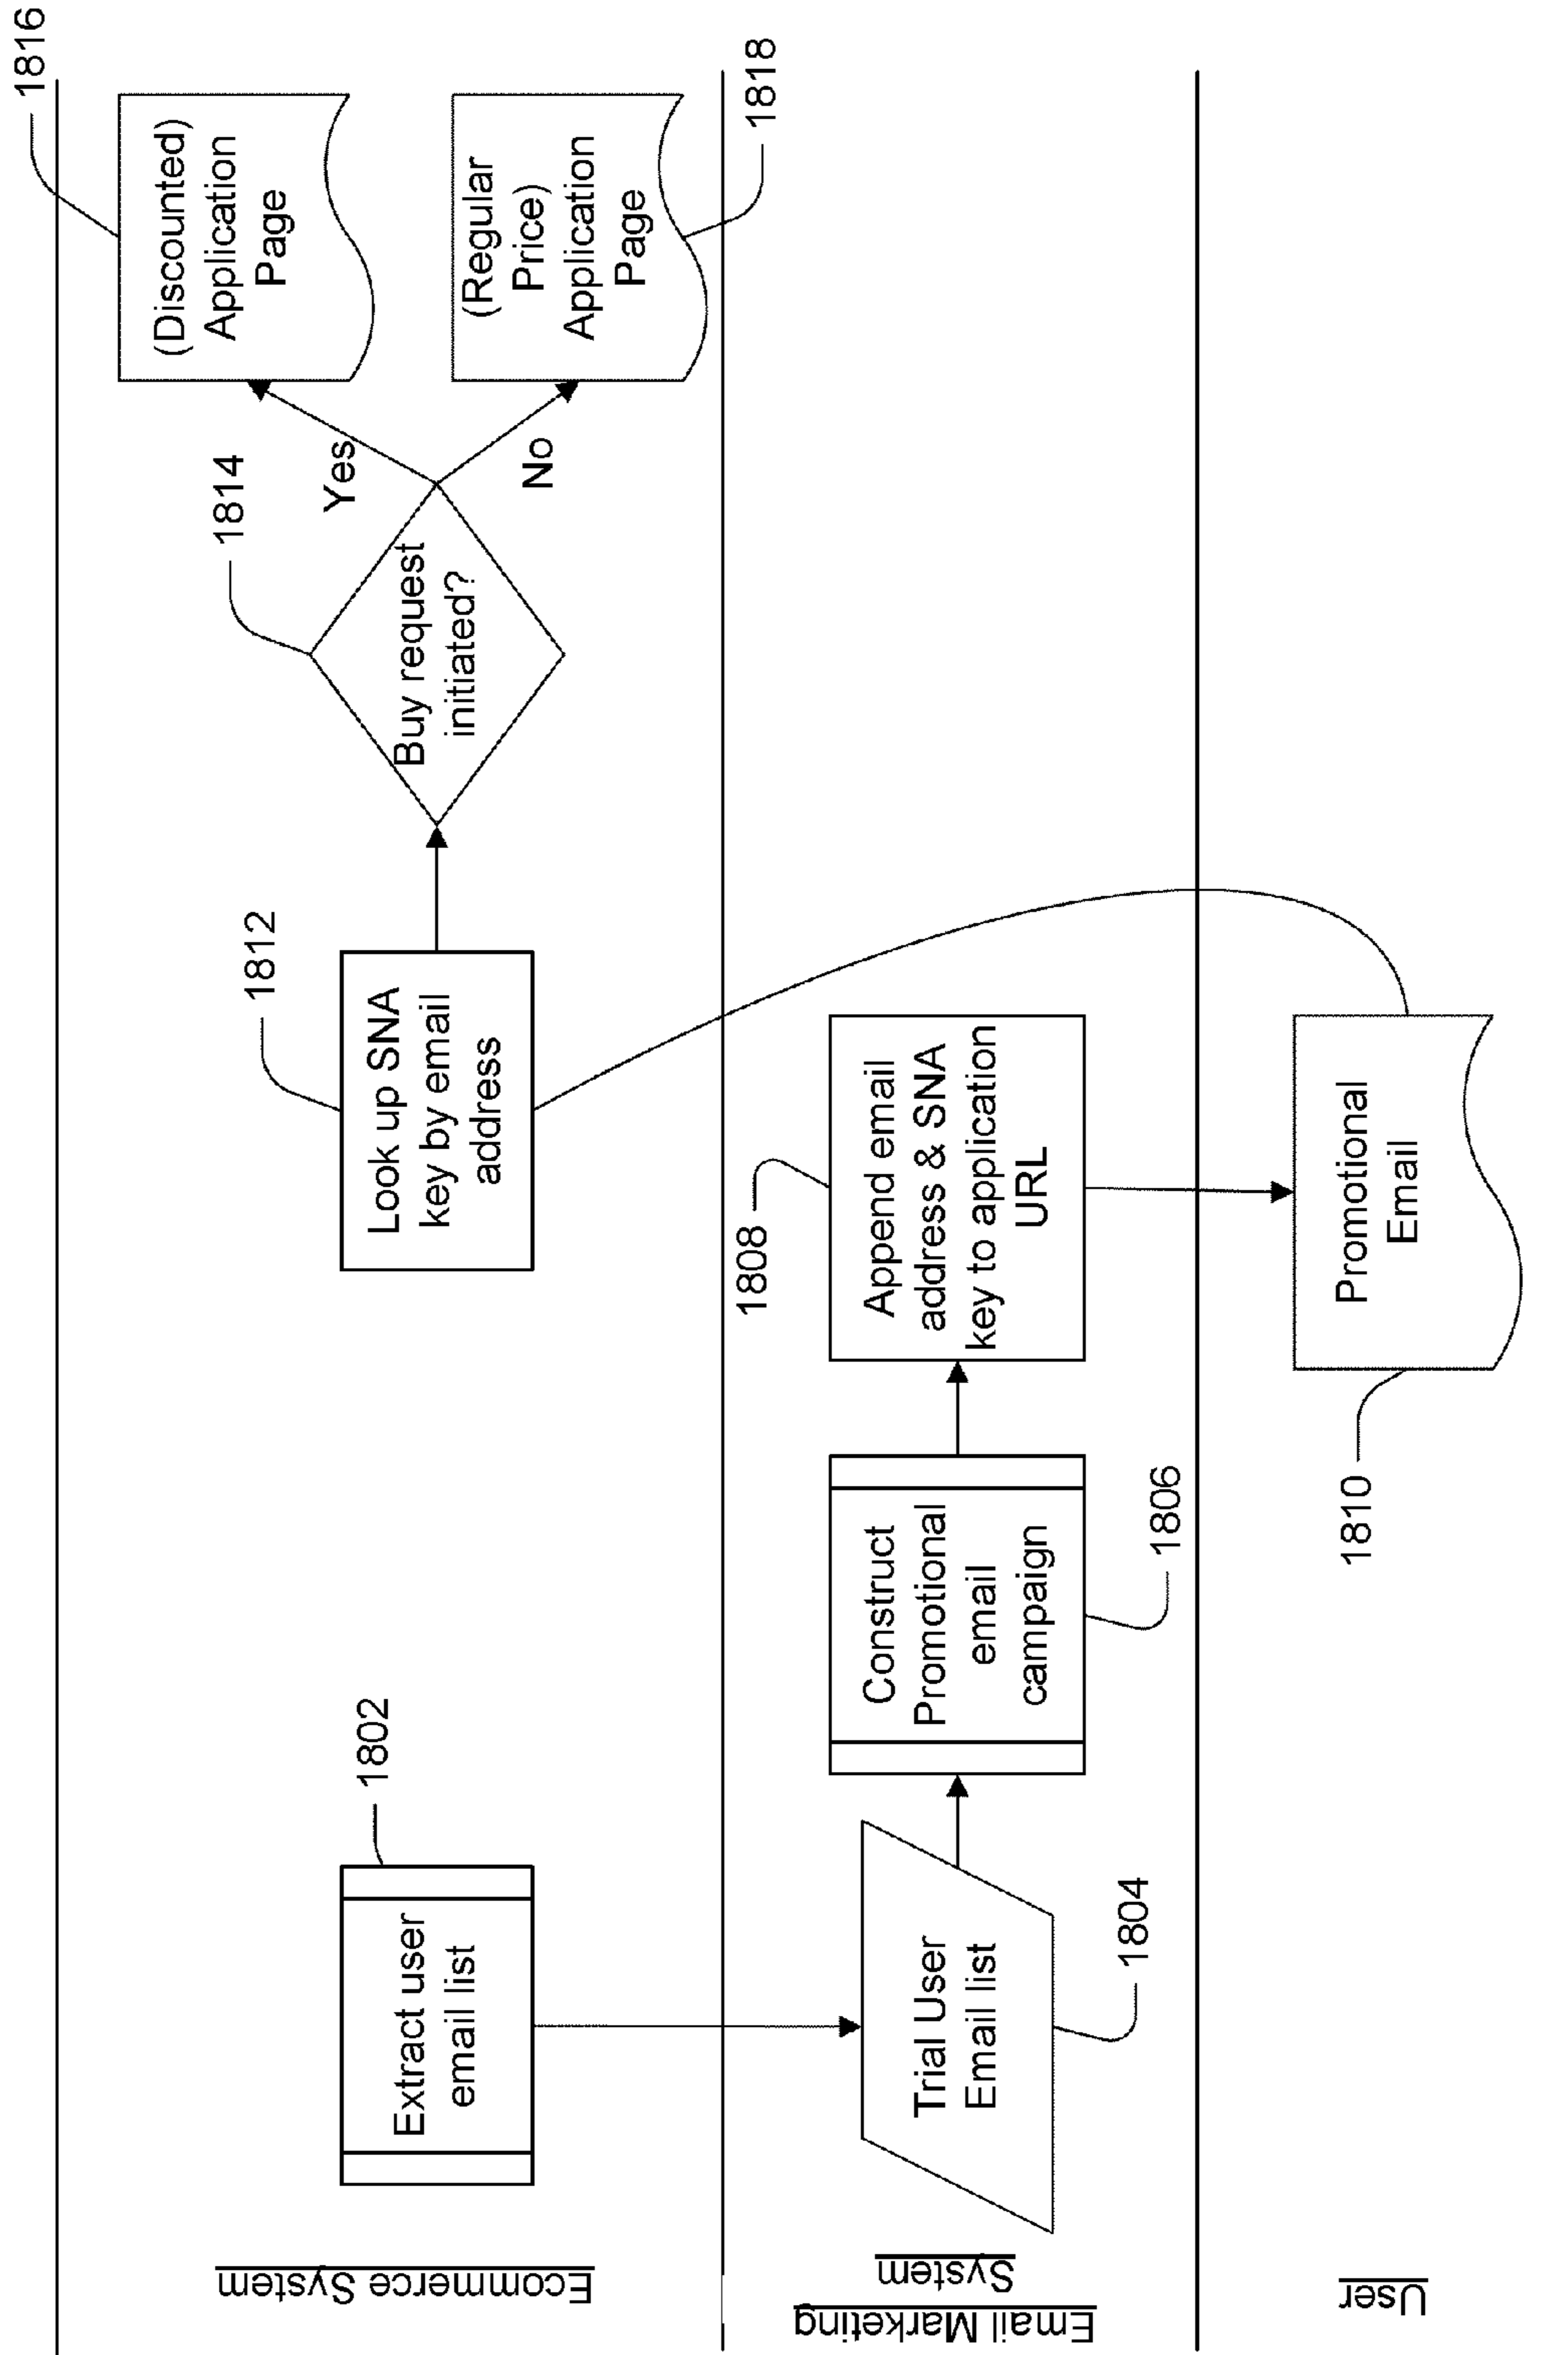 Ecommerce System
1802
Extract user
email list
1812
Look up SNA
key by email
address
1814
Buy request
initiated?
Yes
No
1816
(Discounted)
Application
Page
(Regular
Price)
Application
Page
1818
Email Marketing
System
Trial User
Email list
1804
Construct
Promotional
email
campaign
1806
1808
Append email
address & SNA
key to application
URL
User
1810
Promotional
Email